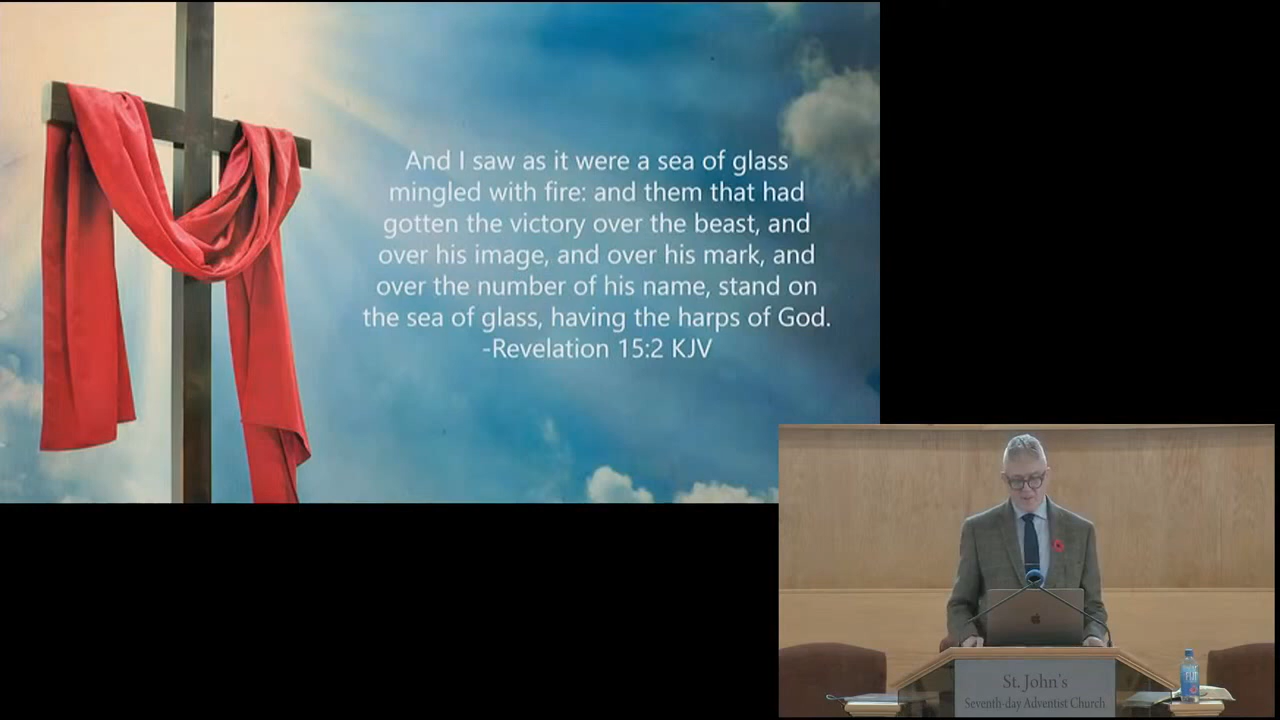 And I saw as it were a sea of glass
mingled with fire: and them that had
gotten the victory over the beast, and
over his image, and over his mark, and
over the number of his name, stand on
the sea of glass, having the harps of God.
-Revelation 15:2 KJV
St. John's
Seventh-day Adventist Church